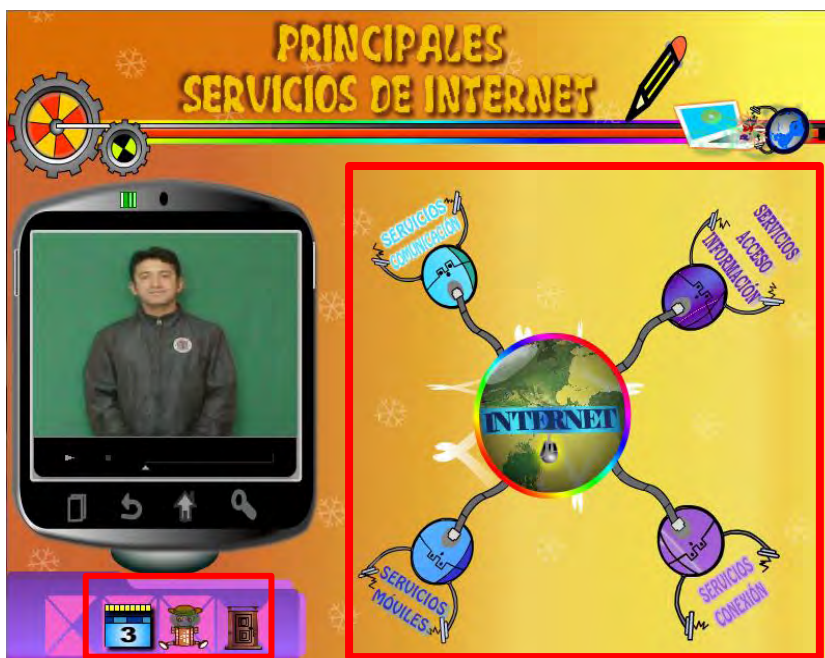 PRINCIPALES
SERVICIOS DE INTERNET
SERVICIOS
COMUNICACIÓN
SERVICIOS
ACCESO
INFORMACIÓN
INTERNET
SERVICIOS
MÓVILES
SERVICIOS
CONEXIÓN
3